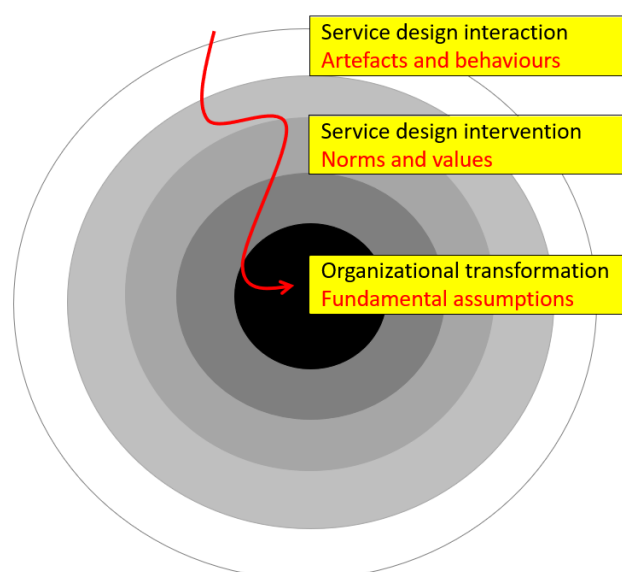 Service design interaction
Artefacts and behaviours
Service design intervention
Norms and values
Organizational transformation
Fundamental assumptions